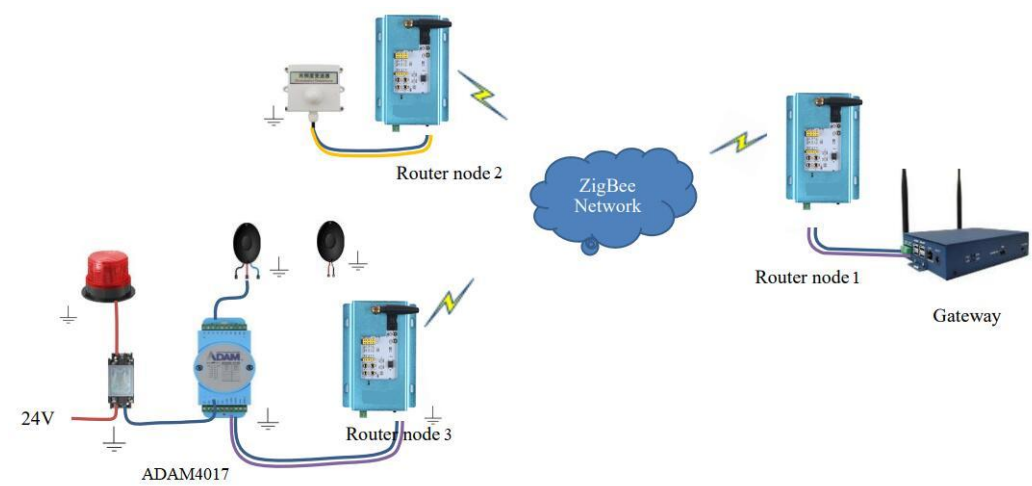 Router node 2
ZigBee
Network
Router node 1
Gateway
ADAM
24V
Router node 3
ADAM4017